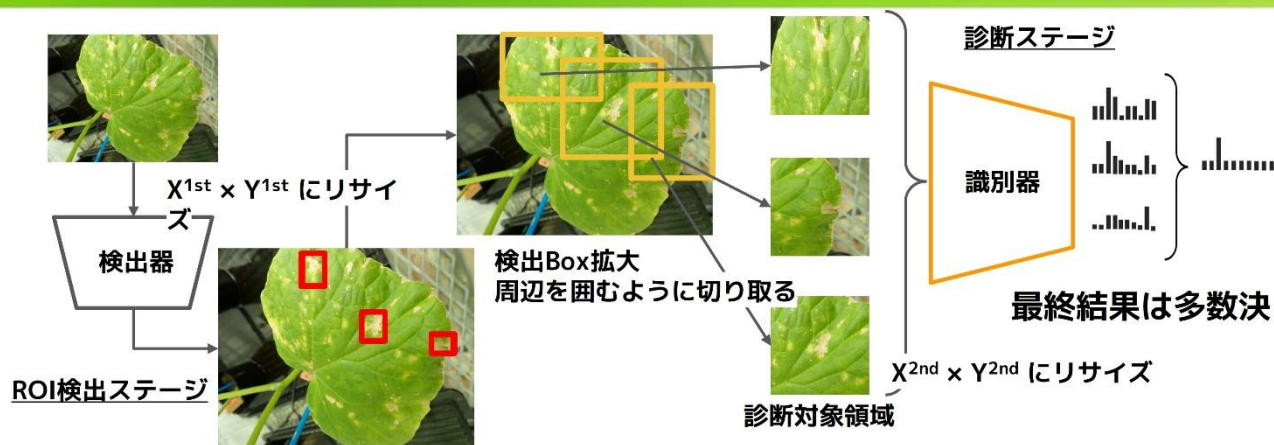 診断ステージ
X1st × Y1st にリサイ
ズ
検出器
識別器
検出Box拡大
周辺を囲むように切り取る
最終結果は多数決
ROI検出ステージ
X2nd × Y2nd にリサイズ
診断対象領域